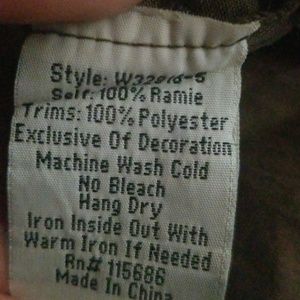 Style:
Self: 100% Ramie
Trims: 100% Polyester
Exclusive Of Decoration
Machine Wash Cold
No Bleach
Hang Dry
Iron Inside Out With
Warm Iron If Needed
Rn# 115686
Made In China